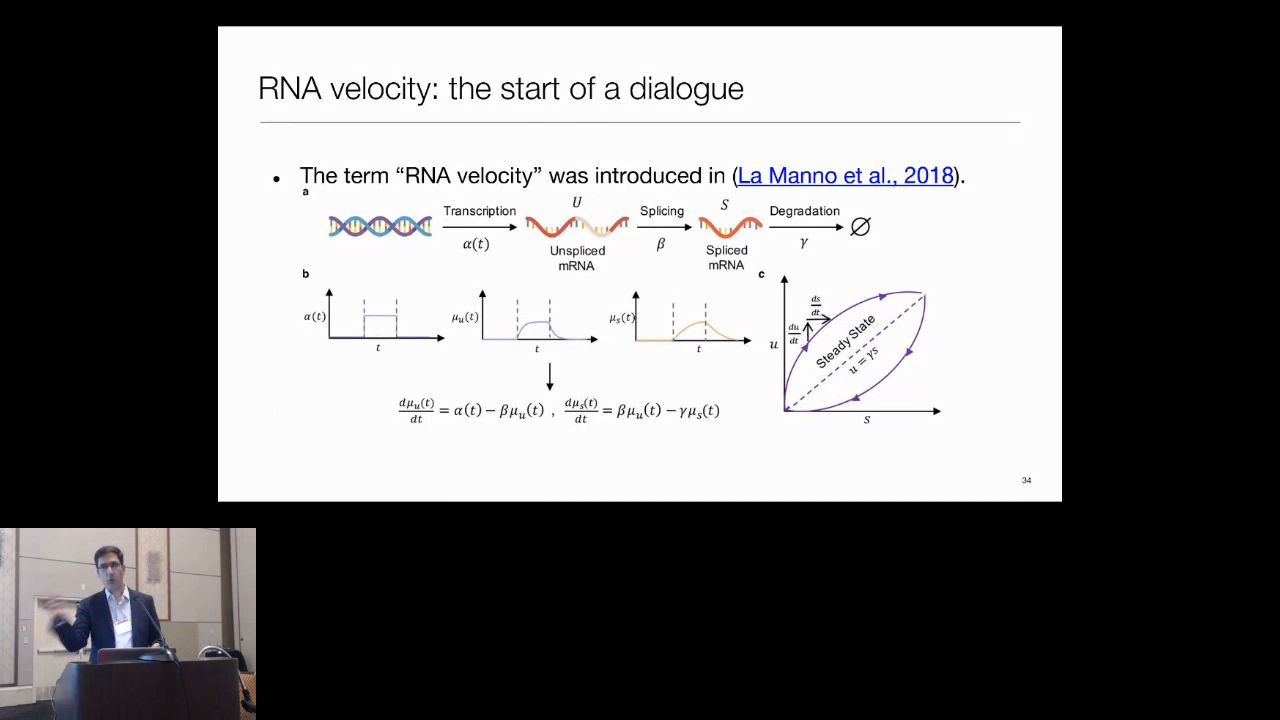 RNA velocity: the start of a dialogue
• The term “RNA velocity” was introduced in (La Manno et al., 2018).
a
Transcription
α(t)
U
Unspliced
mRNA
Splicing
β
S
Spliced
mRNA
Degradation
γ
∅
b
α(t)
t
μᵤ(t)
t
μₛ(t)
t
dμᵤ(t)/dt = α(t) − βμᵤ(t) , dμₛ(t)/dt = βμᵤ(t) − γμₛ(t)
c
u
du/dt
ds/dt
Steady State
u = γs
s
34